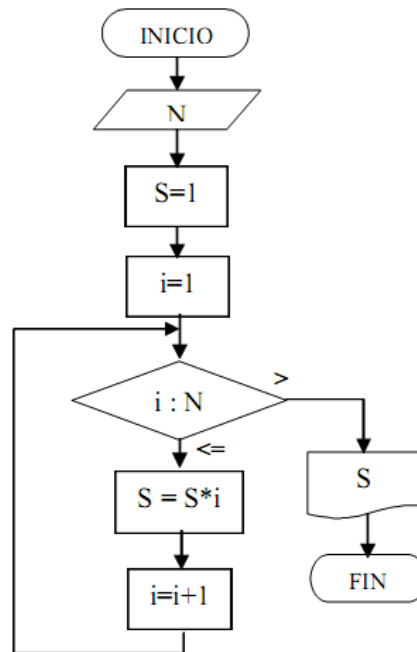 INICIO
N
S=1
i=1
i : N
>
<=
S = S*i
S
i=i+1
FIN